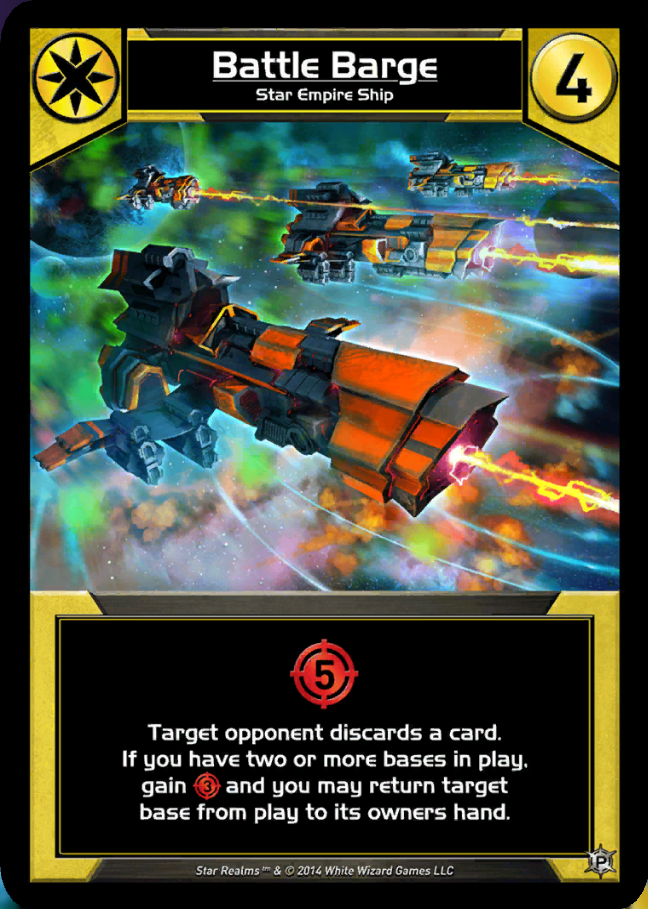 Battle Barge
Star Empire Ship
4
5
Target opponent discards a card.
If you have two or more bases in play,
gain 3 and you may return target
base from play to its owners hand.
Star Realms™ & © 2014 White Wizard Games LLC
P